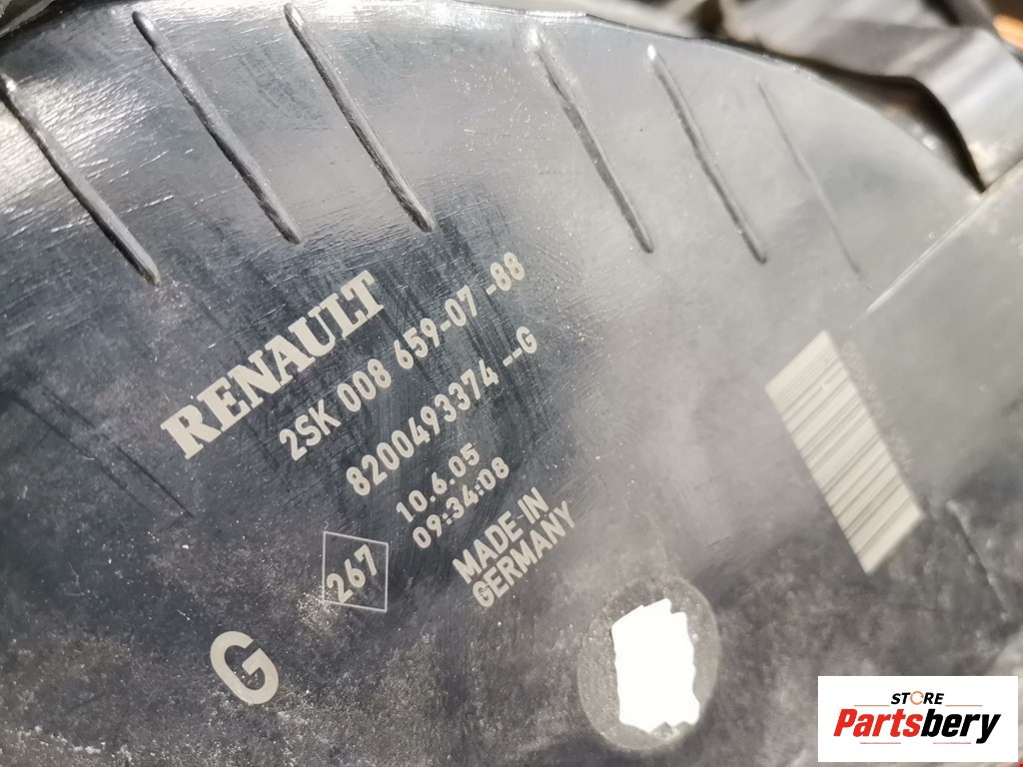 RENAULT
2SK 008 659-07 -88
8200493374 --G
10.6.05
09:34:08
MADE-IN
GERMANY
267
G
STORE
Partsbery